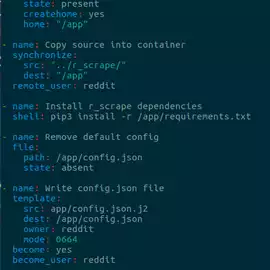 state: present
createhome: yes
home: "/app"
- name: Copy source into container
synchronize:
src: "../r_scrape/"
dest: "/app"
remote_user: reddit
- name: Install r_scrape dependencies
shell: pip3 install -r /app/requirements.txt
- name: Remove default config
file:
path: /app/config.json
state: absent
- name: Write config.json file
template:
src: app/config.json.j2
dest: /app/config.json
owner: reddit
mode: 0664
become: yes
become_user: reddit